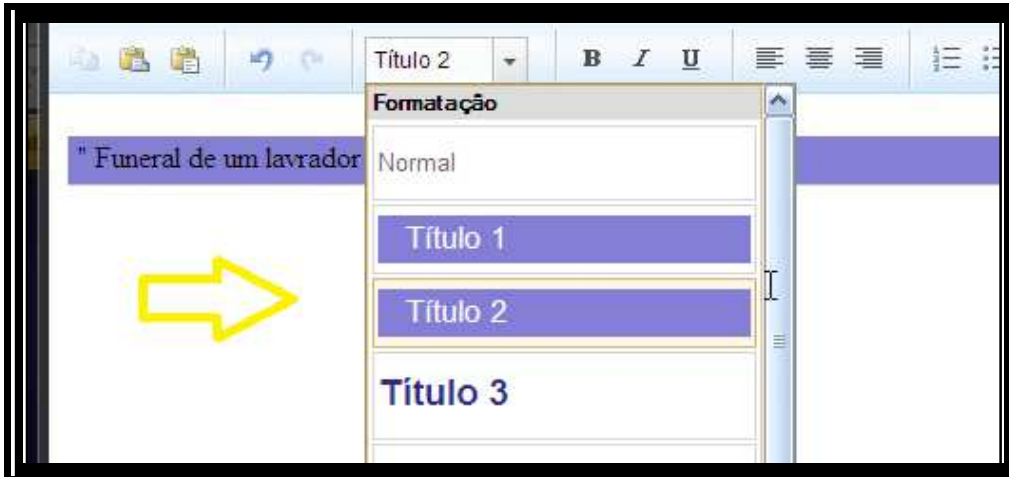 Título 2
B I U
Formatação
" Funeral de um lavrador
Normal
Título 1
Título 2
Título 3